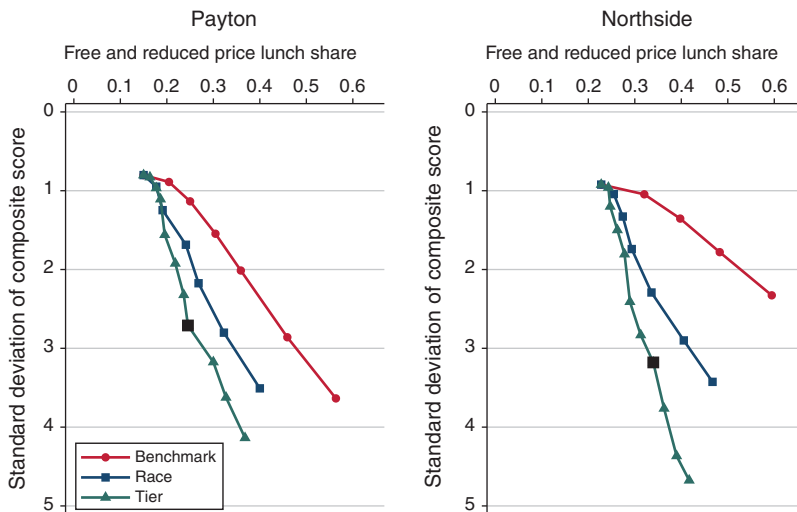 Payton
Free and reduced price lunch share
0 0.1 0.2 0.3 0.4 0.5 0.6
Standard deviation of composite score
0
1
2
3
4
5
Benchmark
Race
Tier
Northside
Free and reduced price lunch share
0 0.1 0.2 0.3 0.4 0.5 0.6
Standard deviation of composite score
0
1
2
3
4
5